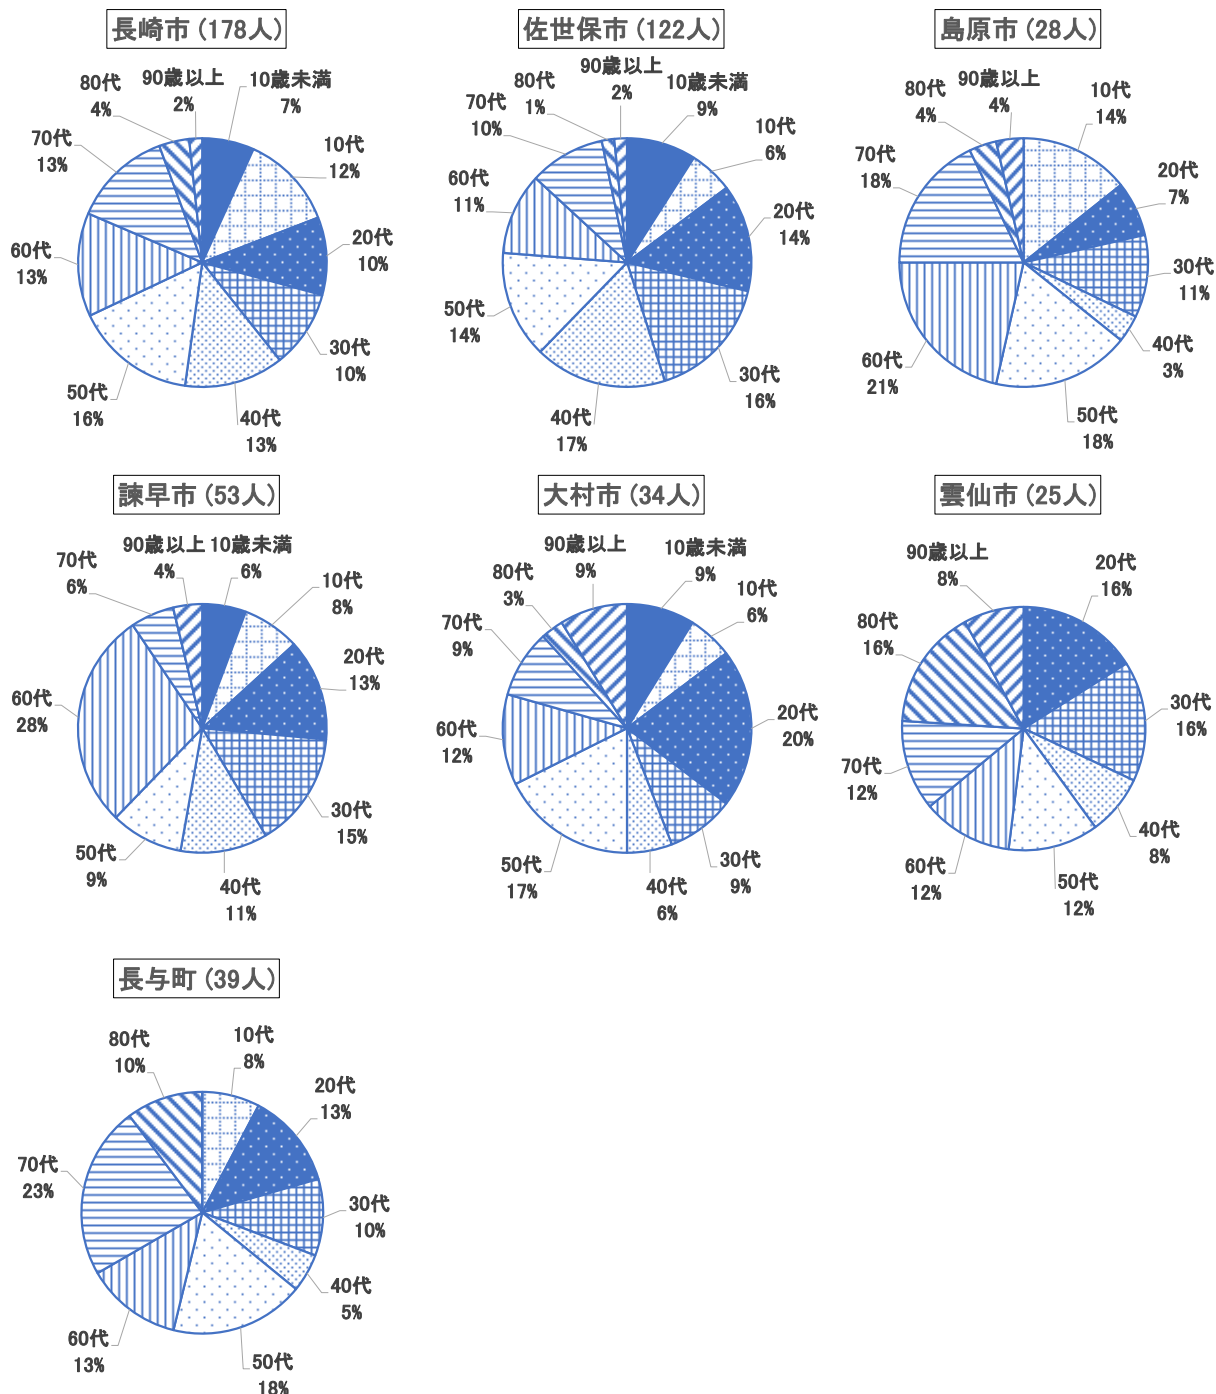 長崎市 (178人)
90歳以上
2%
10歳未満
7%
80代
4%
10代
12%
70代
13%
20代
10%
60代
13%
30代
10%
50代
16%
40代
13%
佐世保市 (122人)
90歳以上
2%
80代
1%
10歳未満
9%
70代
10%
10代
6%
60代
11%
20代
14%
50代
14%
30代
16%
40代
17%
島原市 (28人)
80代
4%
90歳以上
4%
10代
14%
70代
18%
20代
7%
30代
11%
60代
21%
40代
3%
50代
18%
諫早市 (53人)
90歳以上
4%
10歳未満
6%
70代
6%
10代
8%
20代
13%
60代
28%
30代
15%
50代
9%
40代
11%
大村市 (34人)
90歳以上
9%
10歳未満
9%
80代
3%
10代
6%
70代
9%
20代
20%
60代
12%
50代
17%
30代
9%
40代
6%
雲仙市 (25人)
90歳以上
8%
20代
16%
80代
16%
30代
16%
70代
12%
40代
8%
60代
12%
50代
12%
長与町 (39人)
80代
10%
10代
8%
20代
13%
70代
23%
30代
10%
40代
5%
60代
13%
50代
18%